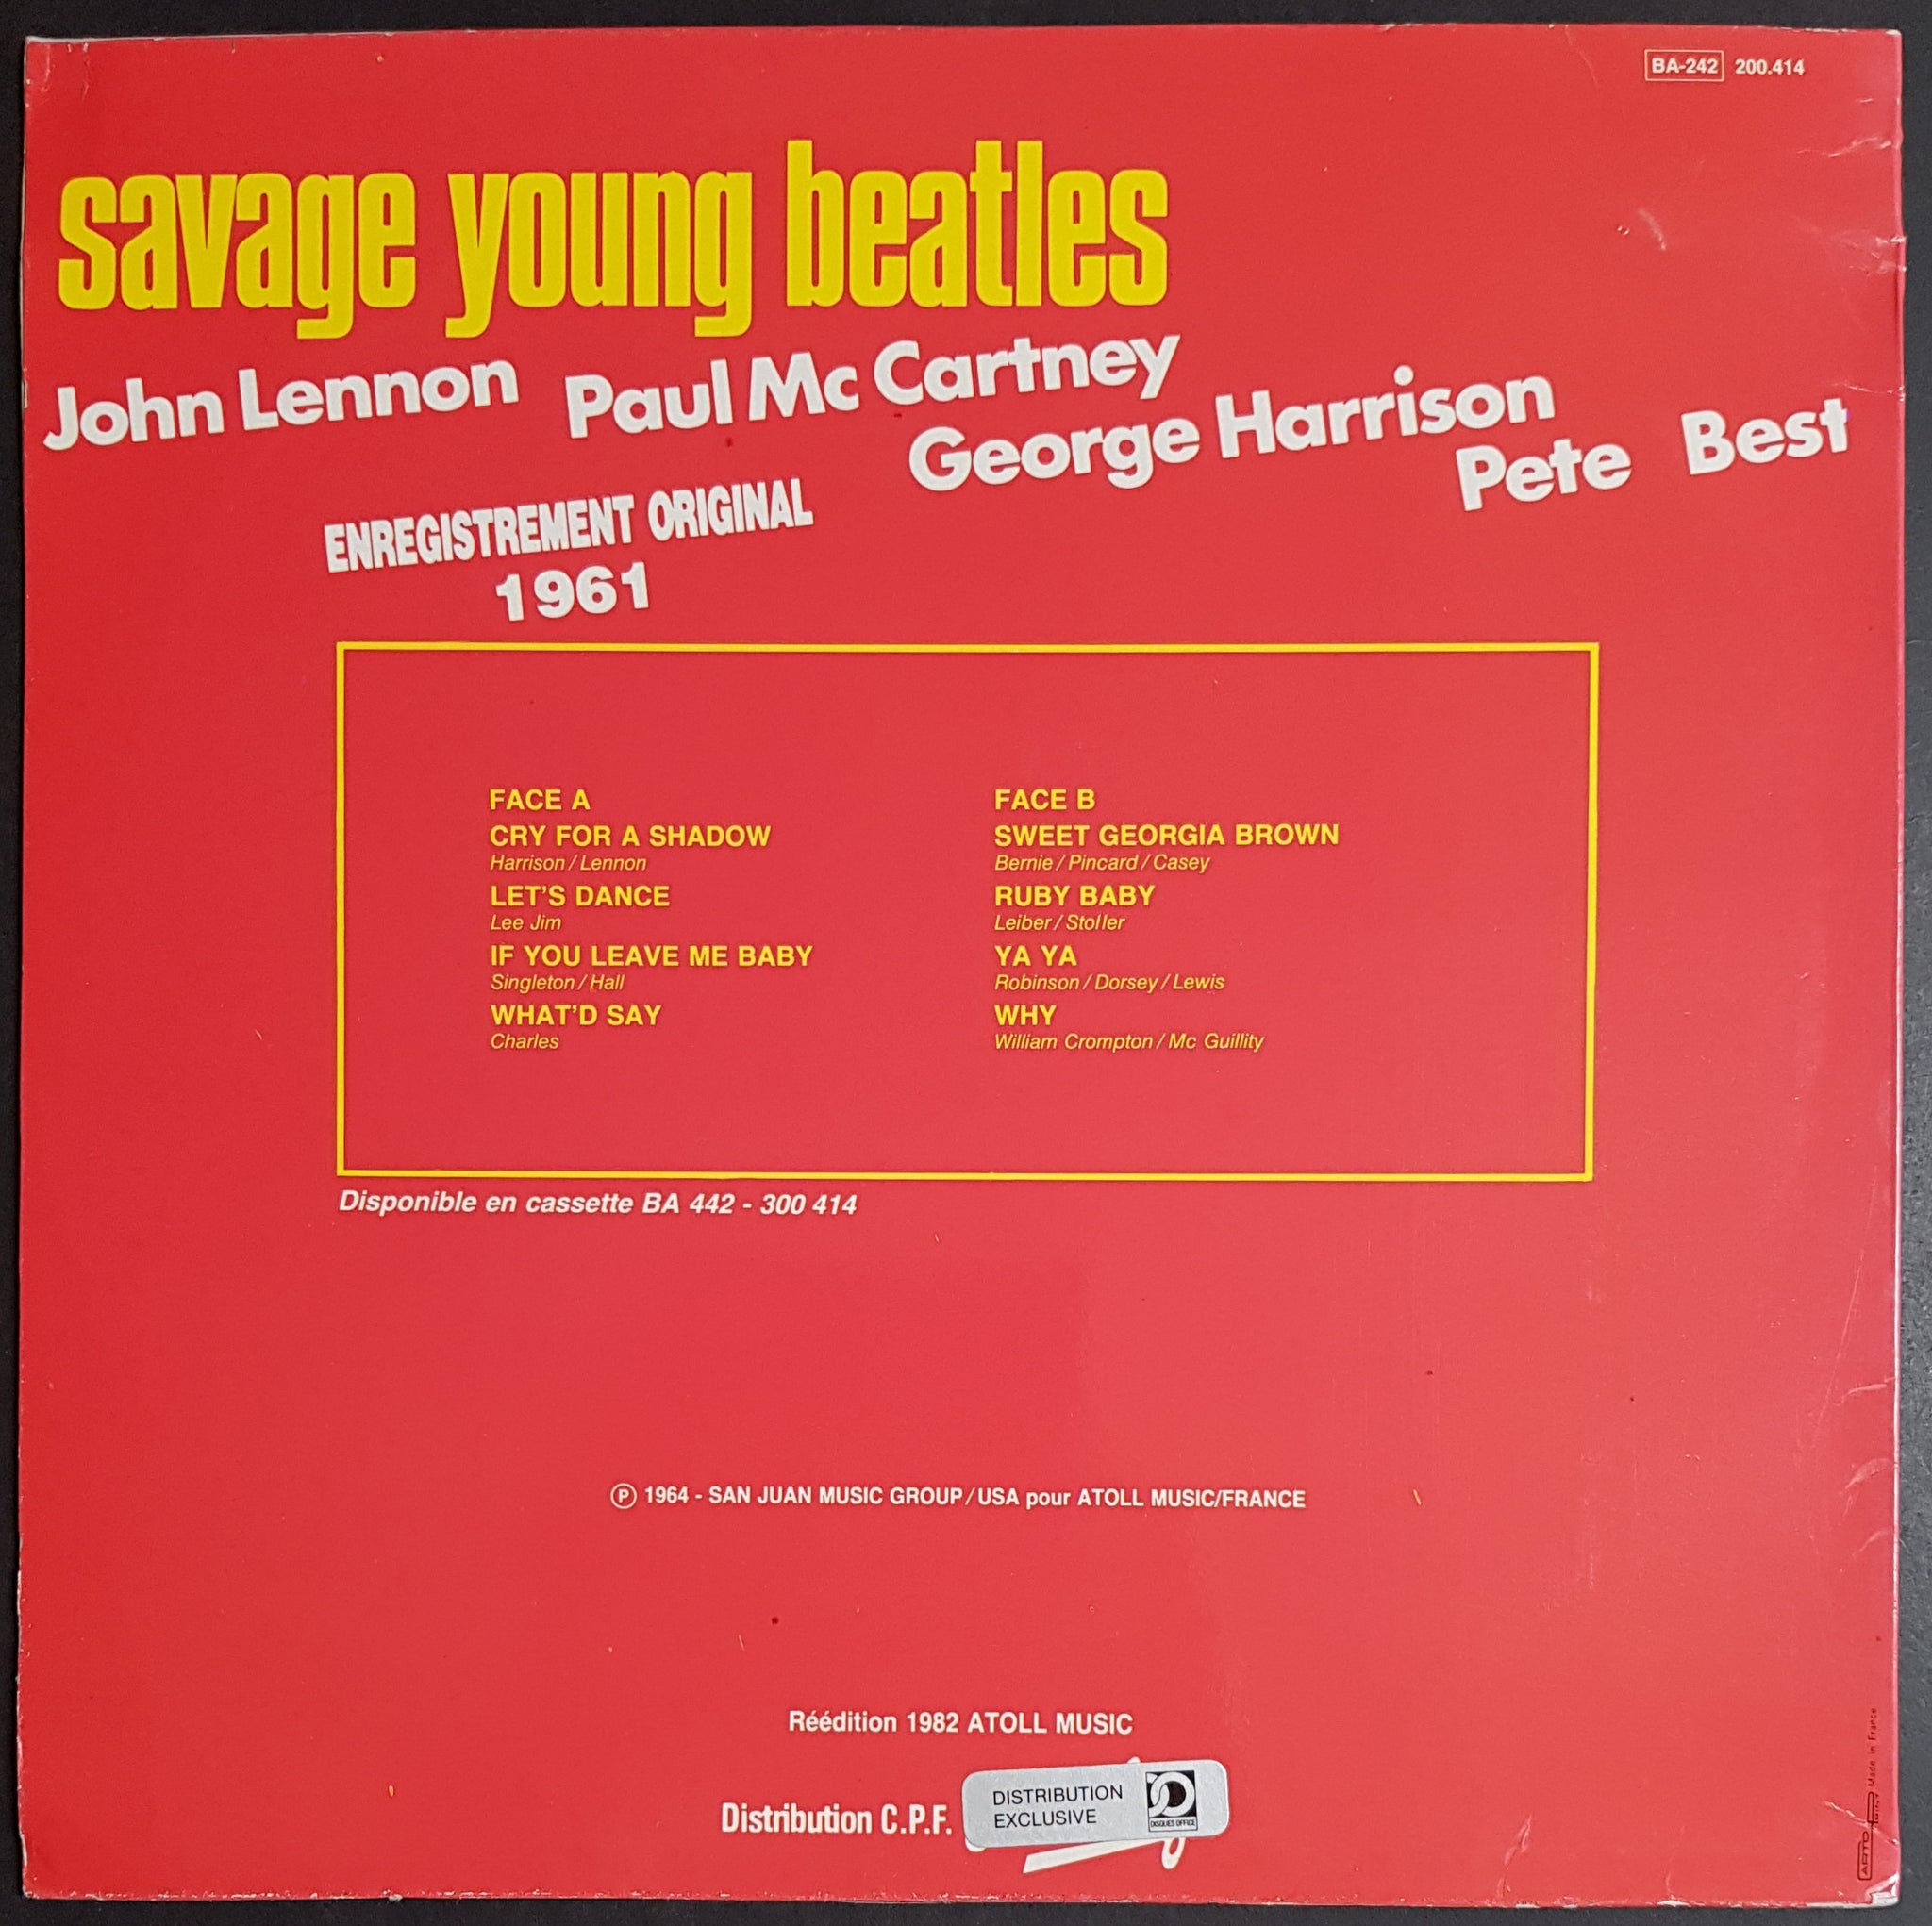 BA-242 200.414
savage young beatles
John Lennon Paul Mc Cartney
George Harrison
Pete Best
ENREGISTREMENT ORIGINAL
1961
FACE A
CRY FOR A SHADOW
Harrison / Lennon
LET'S DANCE
Lee Jim
IF YOU LEAVE ME BABY
Singleton / Hall
WHAT'D SAY
Charles
FACE B
SWEET GEORGIA BROWN
Bernie / Pincard / Casey
RUBY BABY
Leiber / Stoller
YA YA
Robinson / Dorsey / Lewis
WHY
William Crompton / Mc Guillity
Disponible en cassette BA 442 - 300 414
Ⓟ 1964 - SAN JUAN MUSIC GROUP / USA pour ATOLL MUSIC/FRANCE
Réédition 1982 ATOLL MUSIC
Distribution C.P.F.
DISTRIBUTION
EXCLUSIVE
DISQUES OFFICE
Made in France